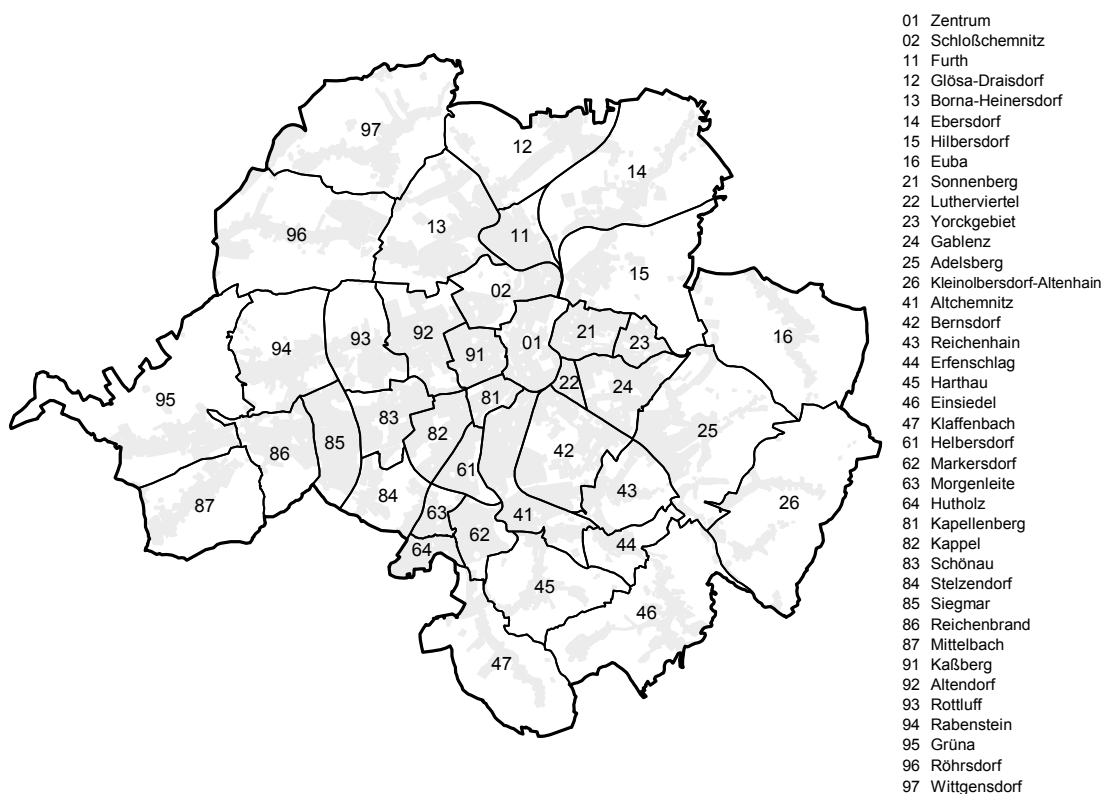 01 Zentrum
02 Schloßchemnitz
11 Furth
12 Glösa-Draisdorf
13 Borna-Heinersdorf
14 Ebersdorf
15 Hilbersdorf
16 Euba
21 Sonnenberg
22 Lutherviertel
23 Yorckgebiet
24 Gablenz
25 Adelsberg
26 Kleinolbersdorf-Altenhain
41 Altchemnitz
42 Bernsdorf
43 Reichenhain
44 Erfenschlag
45 Harthau
46 Einsiedel
47 Klaffenbach
61 Helbersdorf
62 Markersdorf
63 Morgenleite
64 Hutholz
81 Kapellenberg
82 Kappel
83 Schönau
84 Stelzendorf
85 Siegmar
86 Reichenbrand
87 Mittelbach
91 Kaßberg
92 Altendorf
93 Rottluff
94 Rabenstein
95 Grüna
96 Röhrsdorf
97 Wittgensdorf
97
12
14
96
13
11
15
02
16
94
93
92
91
01
21
23
22
24
95
81
83
82
85
86
25
42
61
84
43
87
63
41
62
26
64
44
45
46
47